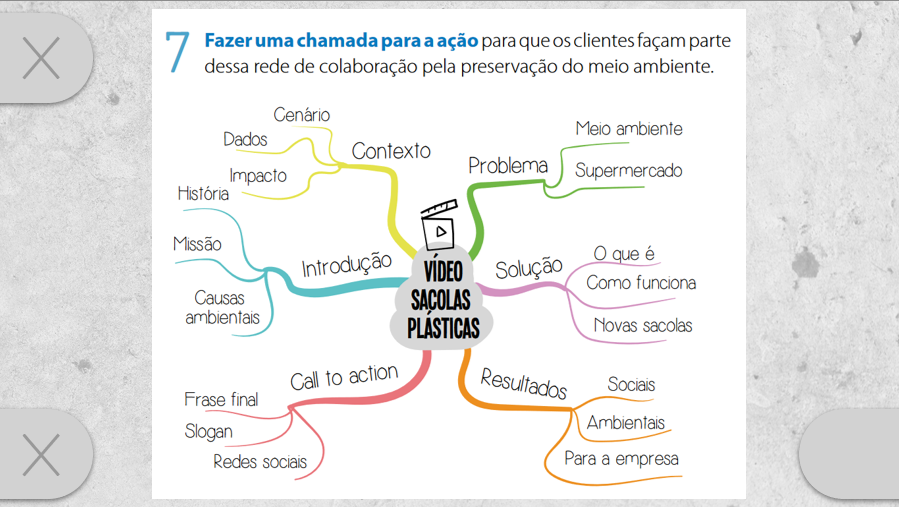 7 Fazer uma chamada para a ação para que os clientes façam parte
dessa rede de colaboração pela preservação do meio ambiente.
Contexto
Cenário
Dados
Impacto
Problema
Meio ambiente
Supermercado
Introdução
História
Missão
Causas
ambientais
VÍDEO
SACOLAS
PLÁSTICAS
Solução
O que é
Como funciona
Novas sacolas
Call to action
Frase final
Slogan
Redes sociais
Resultados
Sociais
Ambientais
Para a empresa